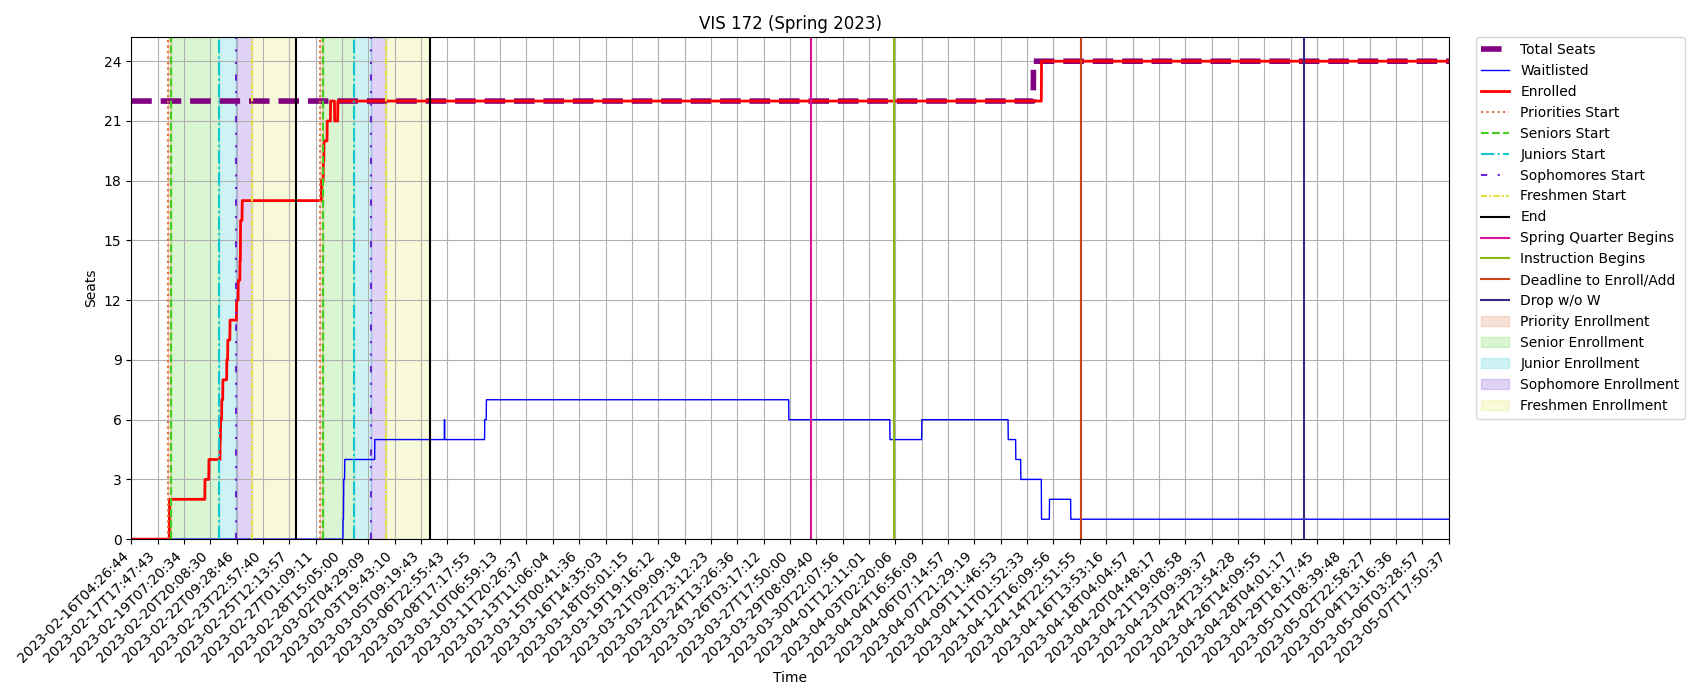 VIS 172 (Spring 2023)
Seats
24
21
18
15
12
9
6
3
0
2023-02-16T04:26:44
2023-02-17T17:47:43
2023-02-19T07:20:34
2023-02-20T20:08:30
2023-02-22T09:28:46
2023-02-23T22:57:40
2023-02-25T12:13:57
2023-02-27T01:09:11
2023-02-28T15:05:00
2023-03-02T04:29:09
2023-03-03T19:43:10
2023-03-05T09:19:43
2023-03-06T22:55:43
2023-03-08T17:17:55
2023-03-10T06:59:13
2023-03-11T20:26:37
2023-03-13T11:06:04
2023-03-15T00:41:36
2023-03-16T14:35:03
2023-03-18T05:01:15
2023-03-19T19:16:12
2023-03-21T09:09:18
2023-03-22T23:12:23
2023-03-24T13:26:36
2023-03-26T03:17:12
2023-03-27T17:50:00
2023-03-29T08:09:40
2023-03-30T22:07:56
2023-04-01T12:11:01
2023-04-03T02:20:06
2023-04-04T16:56:09
2023-04-06T07:14:57
2023-04-07T21:29:19
2023-04-09T11:46:53
2023-04-11T01:52:33
2023-04-12T16:09:56
2023-04-14T22:51:55
2023-04-16T13:53:16
2023-04-18T04:04:57
2023-04-20T04:48:17
2023-04-21T19:08:58
2023-04-23T09:39:37
2023-04-24T23:54:28
2023-04-26T14:09:55
2023-04-28T04:01:17
2023-04-29T18:17:45
2023-05-01T08:39:48
2023-05-02T22:58:27
2023-05-04T13:16:36
2023-05-06T03:28:57
2023-05-07T17:50:37
Time
Total Seats
Waitlisted
Enrolled
Priorities Start
Seniors Start
Juniors Start
Sophomores Start
Freshmen Start
End
Spring Quarter Begins
Instruction Begins
Deadline to Enroll/Add
Drop w/o W
Priority Enrollment
Senior Enrollment
Junior Enrollment
Sophomore Enrollment
Freshmen Enrollment